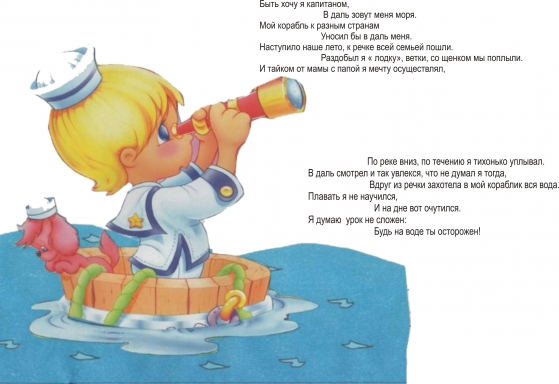 Быть хочу я капитаном,
В даль зовут меня моря.
Мой корабль к разным странам
Уносил бы в даль меня.
Наступило наше лето, к речке всей семьей пошли.
Раздобыл я « лодку», ветки, со щенком мы поплыли.
И тайком от мамы с папой я мечту осуществлял,
По реке вниз, по течению я тихонько уплывал.
В даль смотрел и так увлекся, что не думал я тогда,
Вдруг из речки захотела в мой кораблик вся вода.
Плавать я не научился,
И на дне вот очутился.
Я думаю урок не сложен:
Будь на воде ты осторожен!